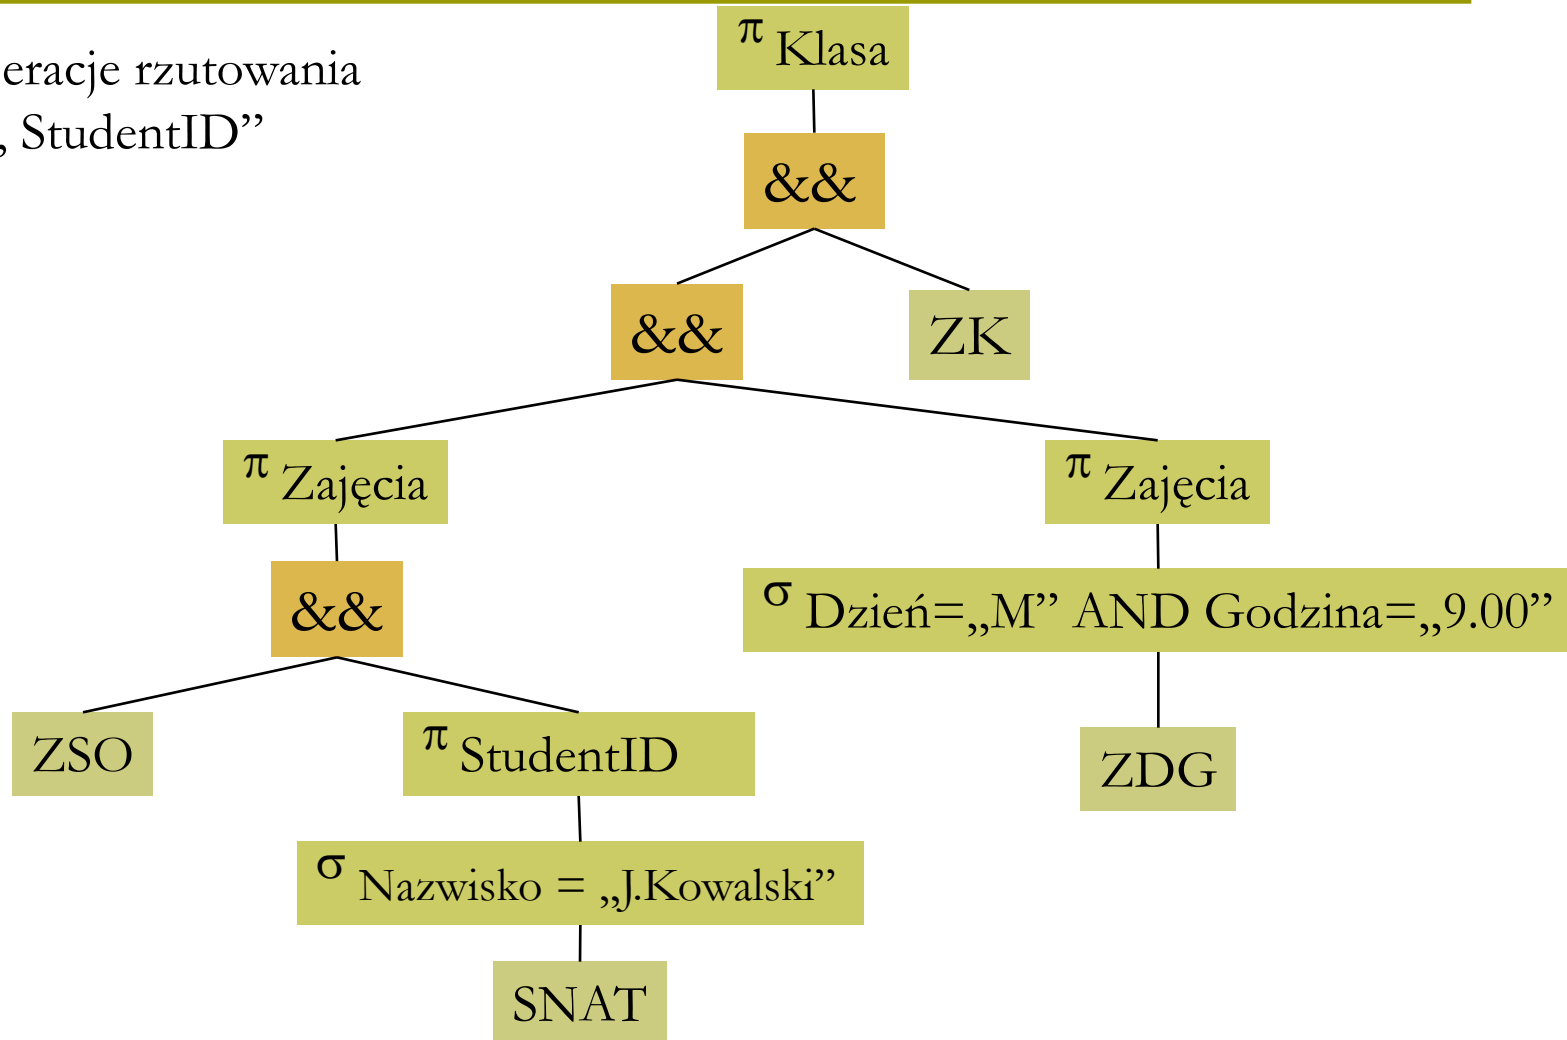 eracje rzutowania
, StudentID”
π Klasa
&&
&&
ZK
π Zajęcia
π Zajęcia
&&
σ Dzień=„M” AND Godzina=„9.00”
ZSO
π StudentID
ZDG
σ Nazwisko = „J.Kowalski”
SNAT